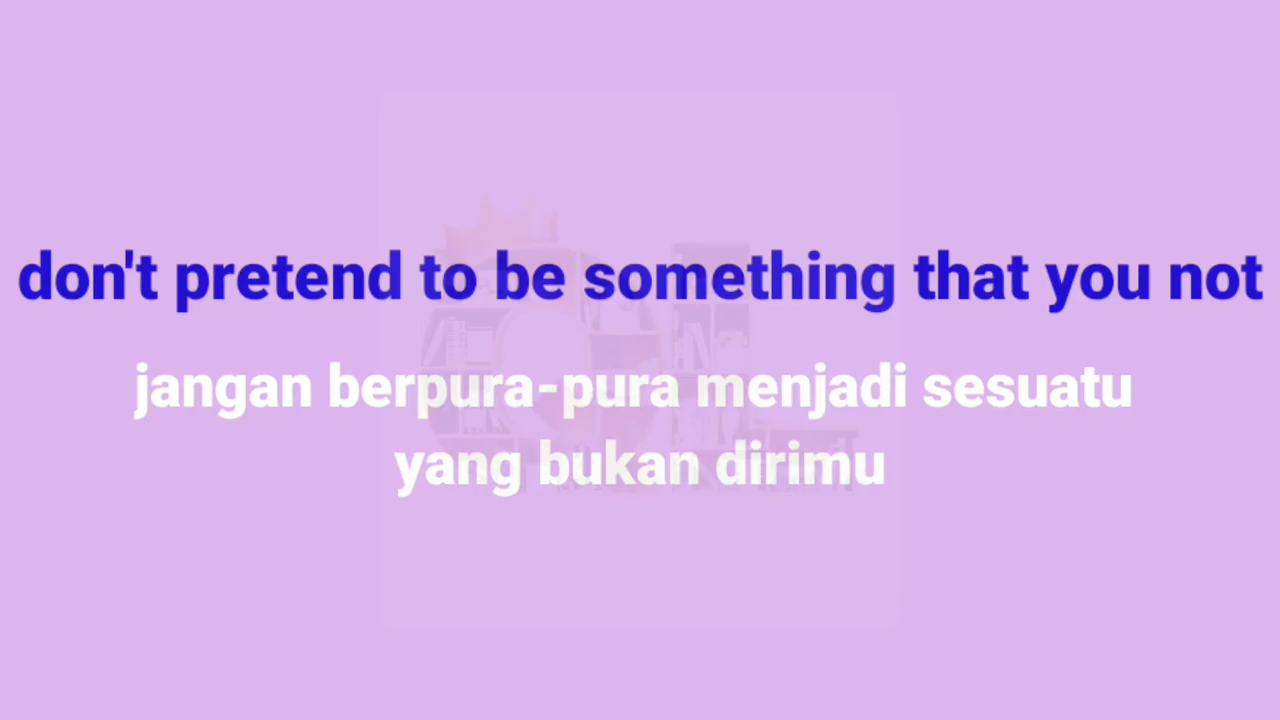 don't pretend to be something that you not
jangan berpura-pura menjadi sesuatu
yang bukan dirimu